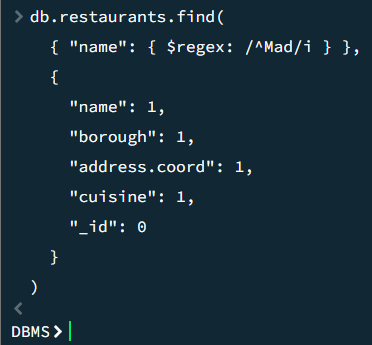 > db.restaurants.find(
{ "name": { $regex: /^Mad/i } },
{
"name": 1,
"borough": 1,
"address.coord": 1,
"cuisine": 1,
"_id": 0
}
)
<
DBMS>